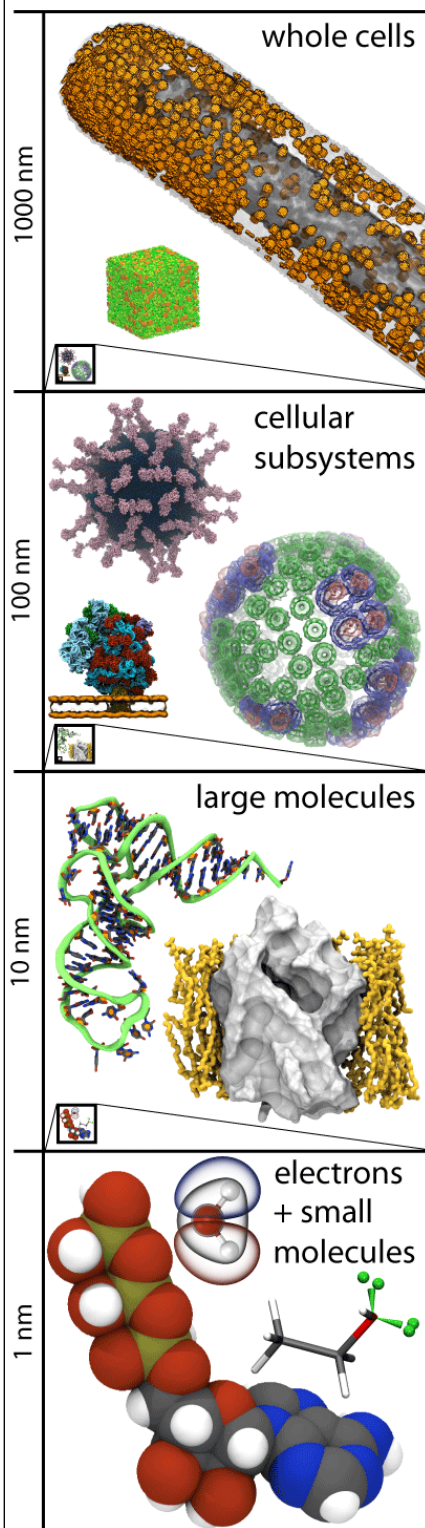 whole cells
1000 nm
cellular
subsystems
100 nm
large molecules
10 nm
electrons
+ small
molecules
1 nm